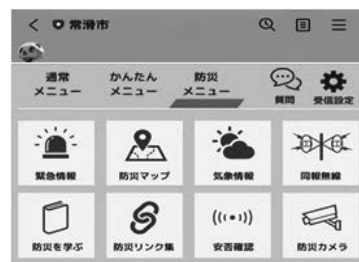 常滑市
通常
メニュー
かんたん
メニュー
防災
メニュー
質問
受信設定
緊急情報
防災マップ
気象情報
同報無線
防災を学ぶ
防災リンク集
安否確認
防災カメラ